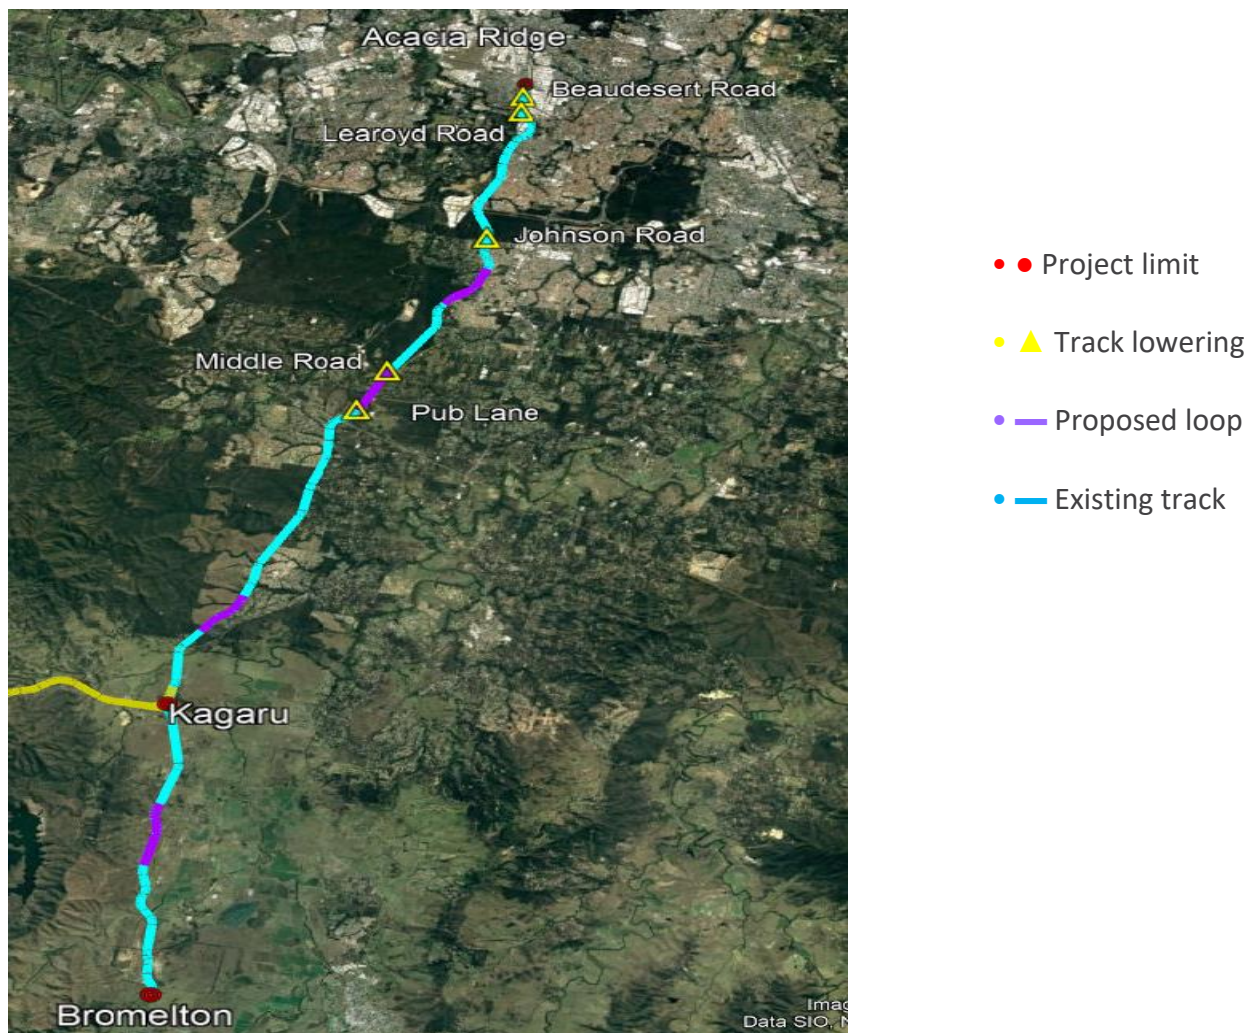 Acacia Ridge
Beaudesert Road
Learoyd Road
Johnson Road
Middle Road
Pub Lane
Kagaru
Bromelton
Data SIO, N
Project limit
Track lowering
Proposed loop
Existing track